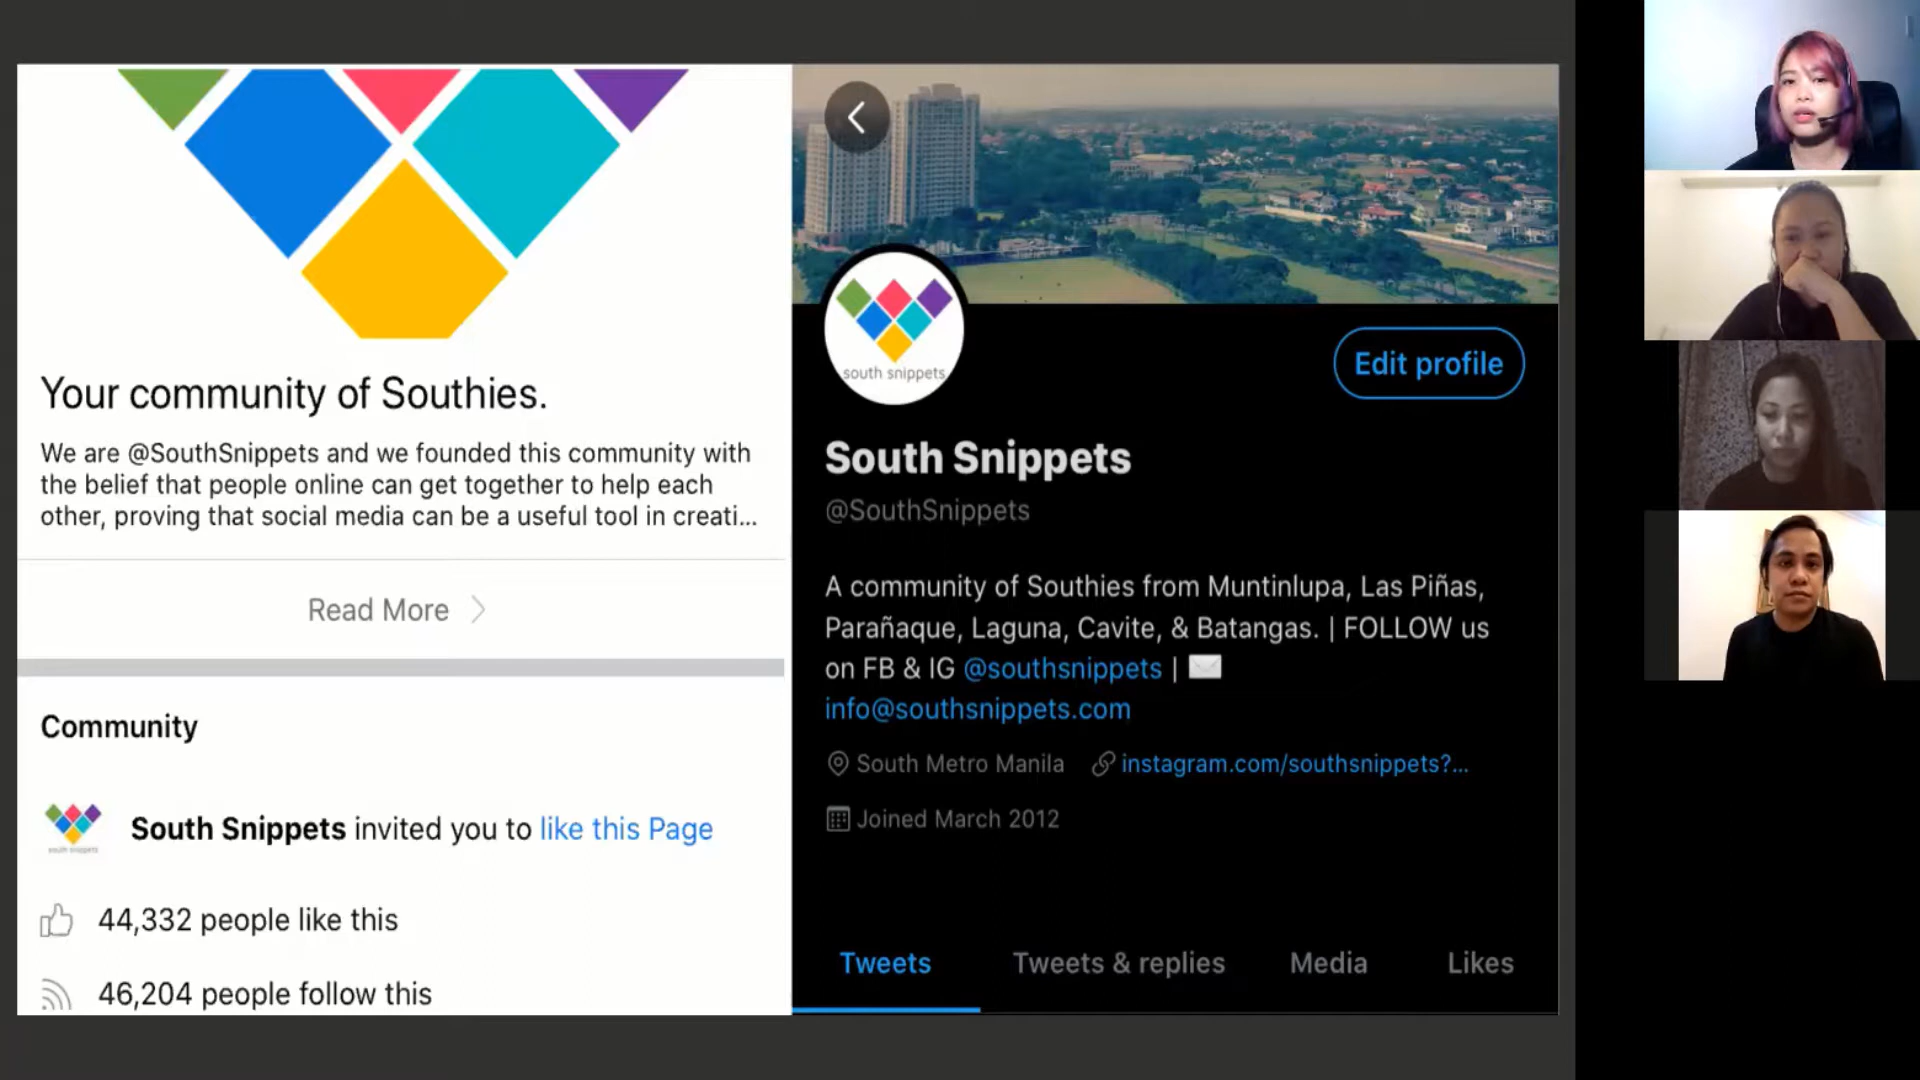 Your community of Southies.
We are @SouthSnippets and we founded this community with
the belief that people online can get together to help each
other, proving that social media can be a useful tool in creati...
Read More
Community
South Snippets invited you to like this Page
south snippets
44,332 people like this
46,204 people follow this
south snippets
Edit profile
South Snippets
@SouthSnippets
A community of Southies from Muntinlupa, Las Piñas,
Parañaque, Laguna, Cavite, & Batangas. | FOLLOW us
on FB & IG @southsnippets | ✉
info@southsnippets.com
South Metro Manila instagram.com/southsnippets?...
Joined March 2012
Tweets Tweets & replies Media Likes